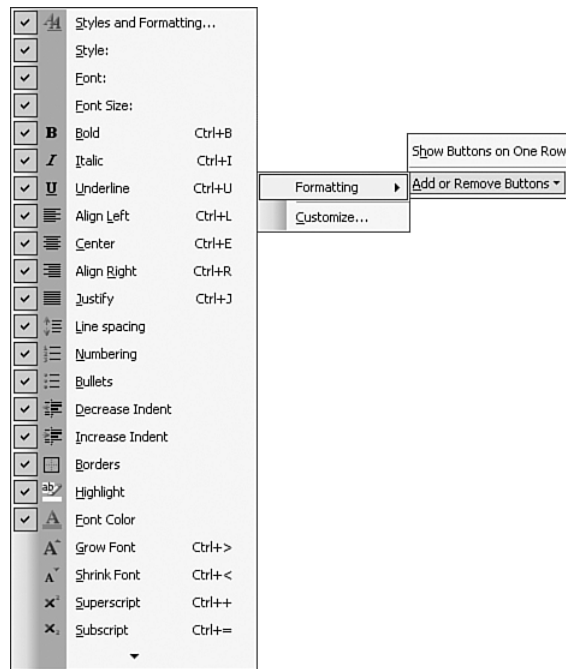 Styles and Formatting...
Style:
Font:
Font Size:
Bold Ctrl+B
Italic Ctrl+I
Underline Ctrl+U
Align Left Ctrl+L
Center Ctrl+E
Align Right Ctrl+R
Justify Ctrl+J
Line spacing
Numbering
Bullets
Decrease Indent
Increase Indent
Borders
Highlight
Font Color
Grow Font Ctrl+>
Shrink Font Ctrl+<
Superscript Ctrl++
Subscript Ctrl+=
Formatting
Customize...
Show Buttons on One Row
Add or Remove Buttons